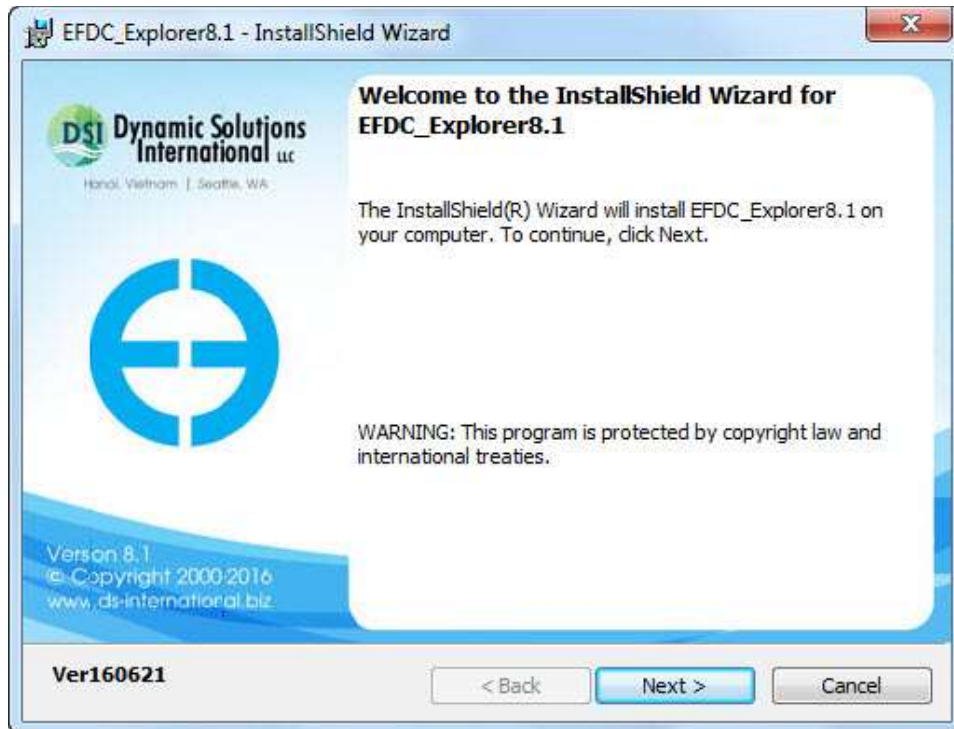 EFDC_Explorer8.1 - InstallShield Wizard
DSI Dynamic Solutions
International LLC
Hanoi, Vietnam | Seattle, WA
Welcome to the InstallShield Wizard for
EFDC_Explorer8.1
The InstallShield(R) Wizard will install EFDC_Explorer8.1 on
your computer. To continue, click Next.
WARNING: This program is protected by copyright law and
international treaties.
Verson 8.1
© Copyright 2000-2016
www.ds-international.biz
Ver160621
< Back
Next >
Cancel